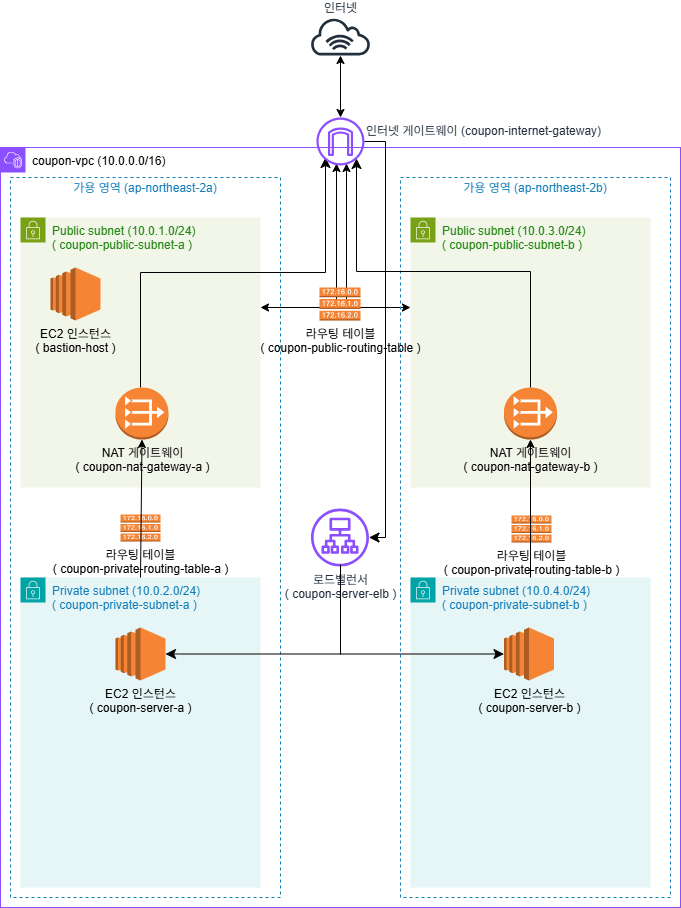 인터넷
인터넷 게이트웨이 (coupon-internet-gateway)
coupon-vpc (10.0.0.0/16)
가용 영역 (ap-northeast-2a)
가용 영역 (ap-northeast-2b)
Public subnet (10.0.1.0/24)
( coupon-public-subnet-a )
Public subnet (10.0.3.0/24)
( coupon-public-subnet-b )
172.16.0.0
172.16.1.0
172.16.2.0
EC2 인스턴스
( bastion-host )
라우팅 테이블
( coupon-public-routing-table )
NAT 게이트웨이
( coupon-nat-gateway-a )
NAT 게이트웨이
( coupon-nat-gateway-b )
172.16.0.0
172.16.1.0
172.16.2.0
라우팅 테이블
( coupon-private-routing-table-a )
172.16.0.0
172.16.1.0
172.16.2.0
라우팅 테이블
( coupon-private-routing-table-b )
로드밸런서
( coupon-server-elb )
Private subnet (10.0.2.0/24)
( coupon-private-subnet-a )
Private subnet (10.0.4.0/24)
( coupon-private-subnet-b )
EC2 인스턴스
( coupon-server-a )
EC2 인스턴스
( coupon-server-b )